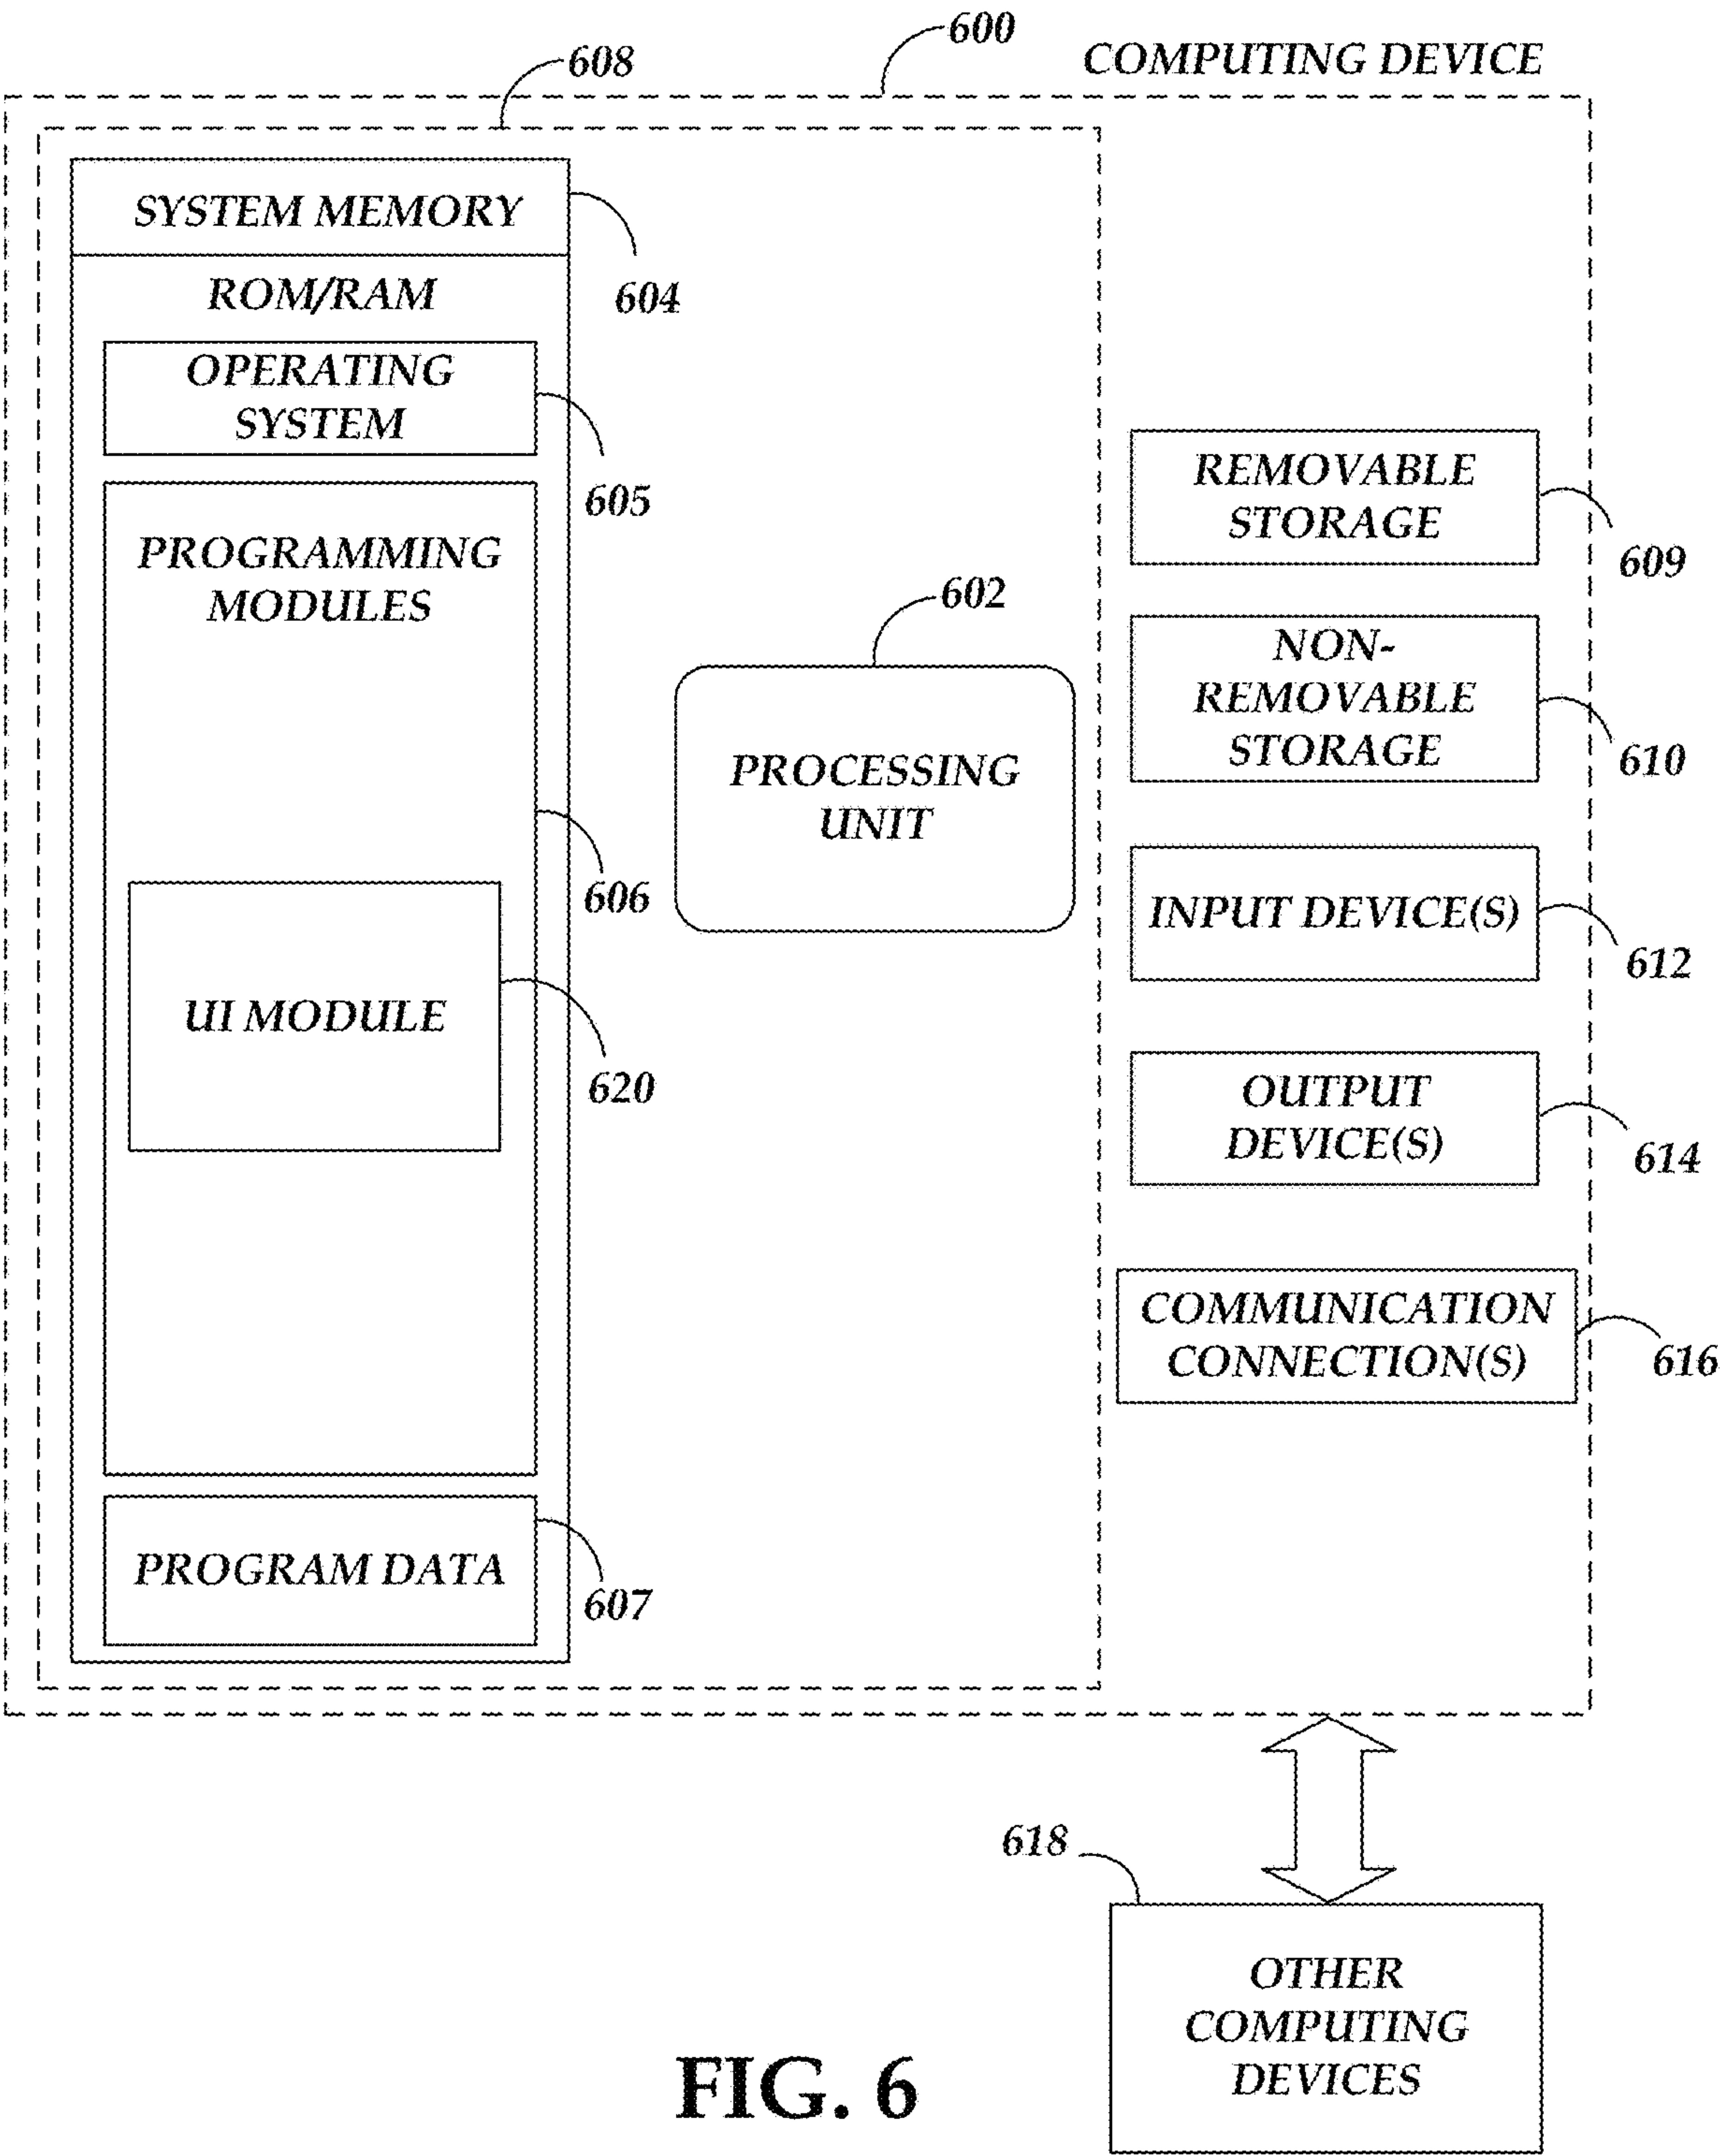 600
COMPUTING DEVICE
608
SYSTEM MEMORY
604
ROM/RAM
OPERATING
SYSTEM
605
PROGRAMMING
MODULES
606
UI MODULE
620
PROGRAM DATA
607
602
PROCESSING
UNIT
REMOVABLE
STORAGE
609
NON-
REMOVABLE
STORAGE
610
INPUT DEVICE(S)
612
OUTPUT
DEVICE(S)
614
COMMUNICATION
CONNECTION(S)
616
618
OTHER
COMPUTING
DEVICES
FIG. 6